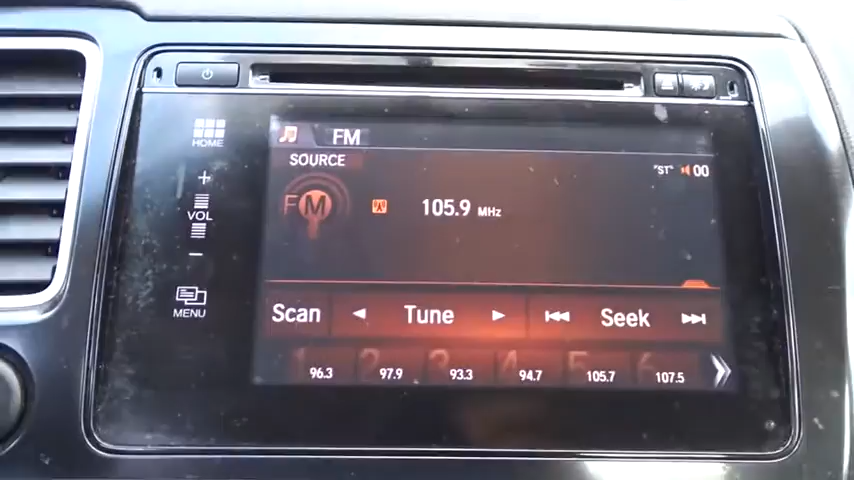 FM
HOME
SOURCE
"ST" 00
+
FM
105.9 MHz
VOL
−
MENU
Scan Tune Seek
1 2 3 4 5 6
96.3 97.9 93.3 94.7 105.7 107.5